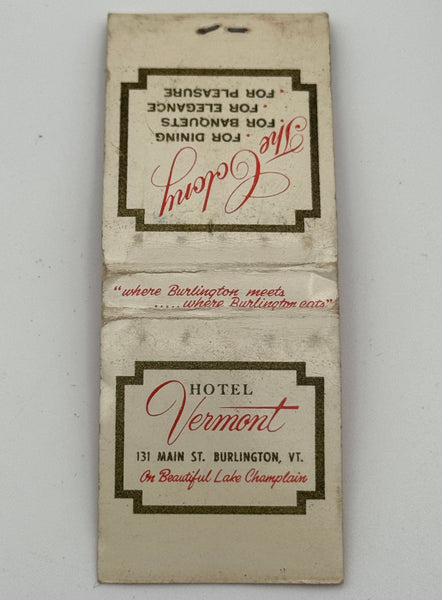 The Colony
· FOR DINING
· FOR BANQUETS
· FOR ELEGANCE
· FOR PLEASURE
"where Burlington meets
.....where Burlington eats"
HOTEL
Vermont
131 MAIN ST. BURLINGTON, VT.
On Beautiful Lake Champlain